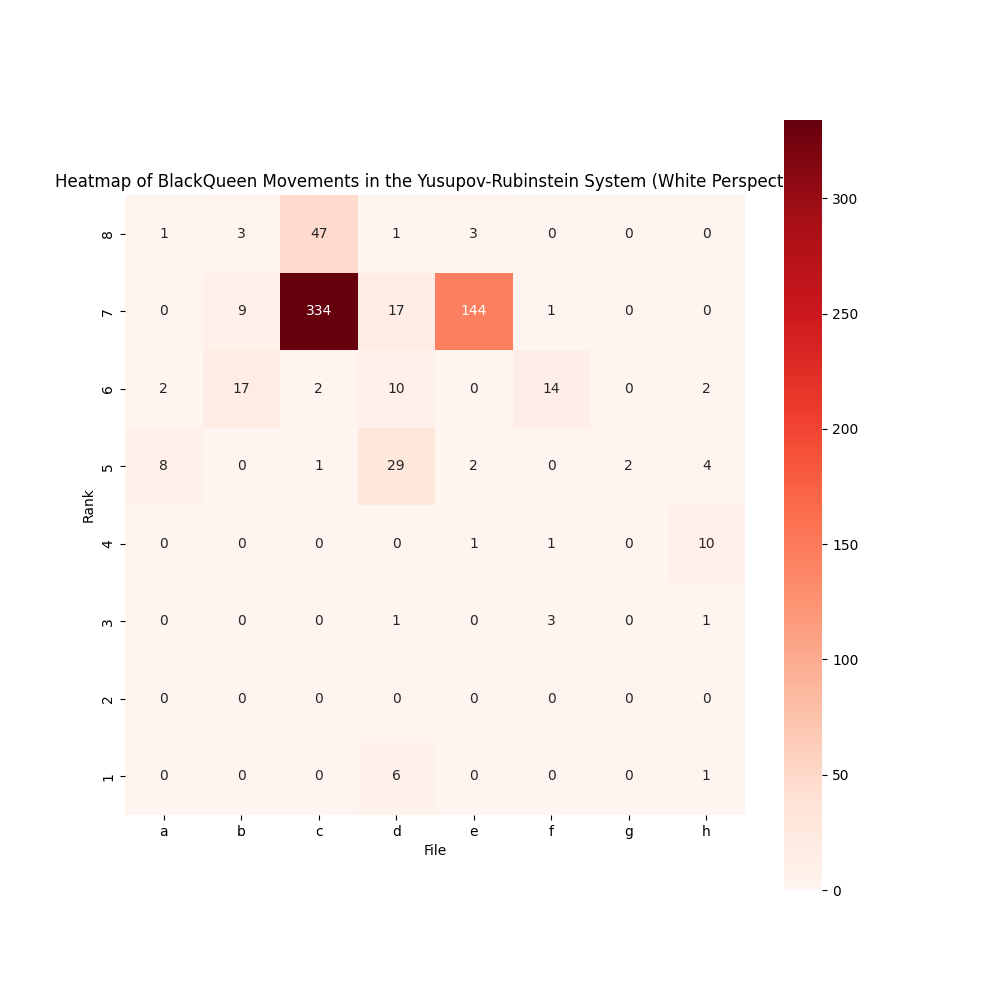 Heatmap of BlackQueen Movements in the Yusupov-Rubinstein System (White Perspect
8 1 3 47 1 3 0 0 0
7 0 9 334 17 144 1 0 0
6 2 17 2 10 0 14 0 2
5 8 0 1 29 2 0 2 4
4 0 0 0 0 1 1 0 10
3 0 0 0 1 0 3 0 1
2 0 0 0 0 0 0 0 0
1 0 0 0 6 0 0 0 1
a b c d e f g h
File
Rank
300
250
200
150
100
50
0